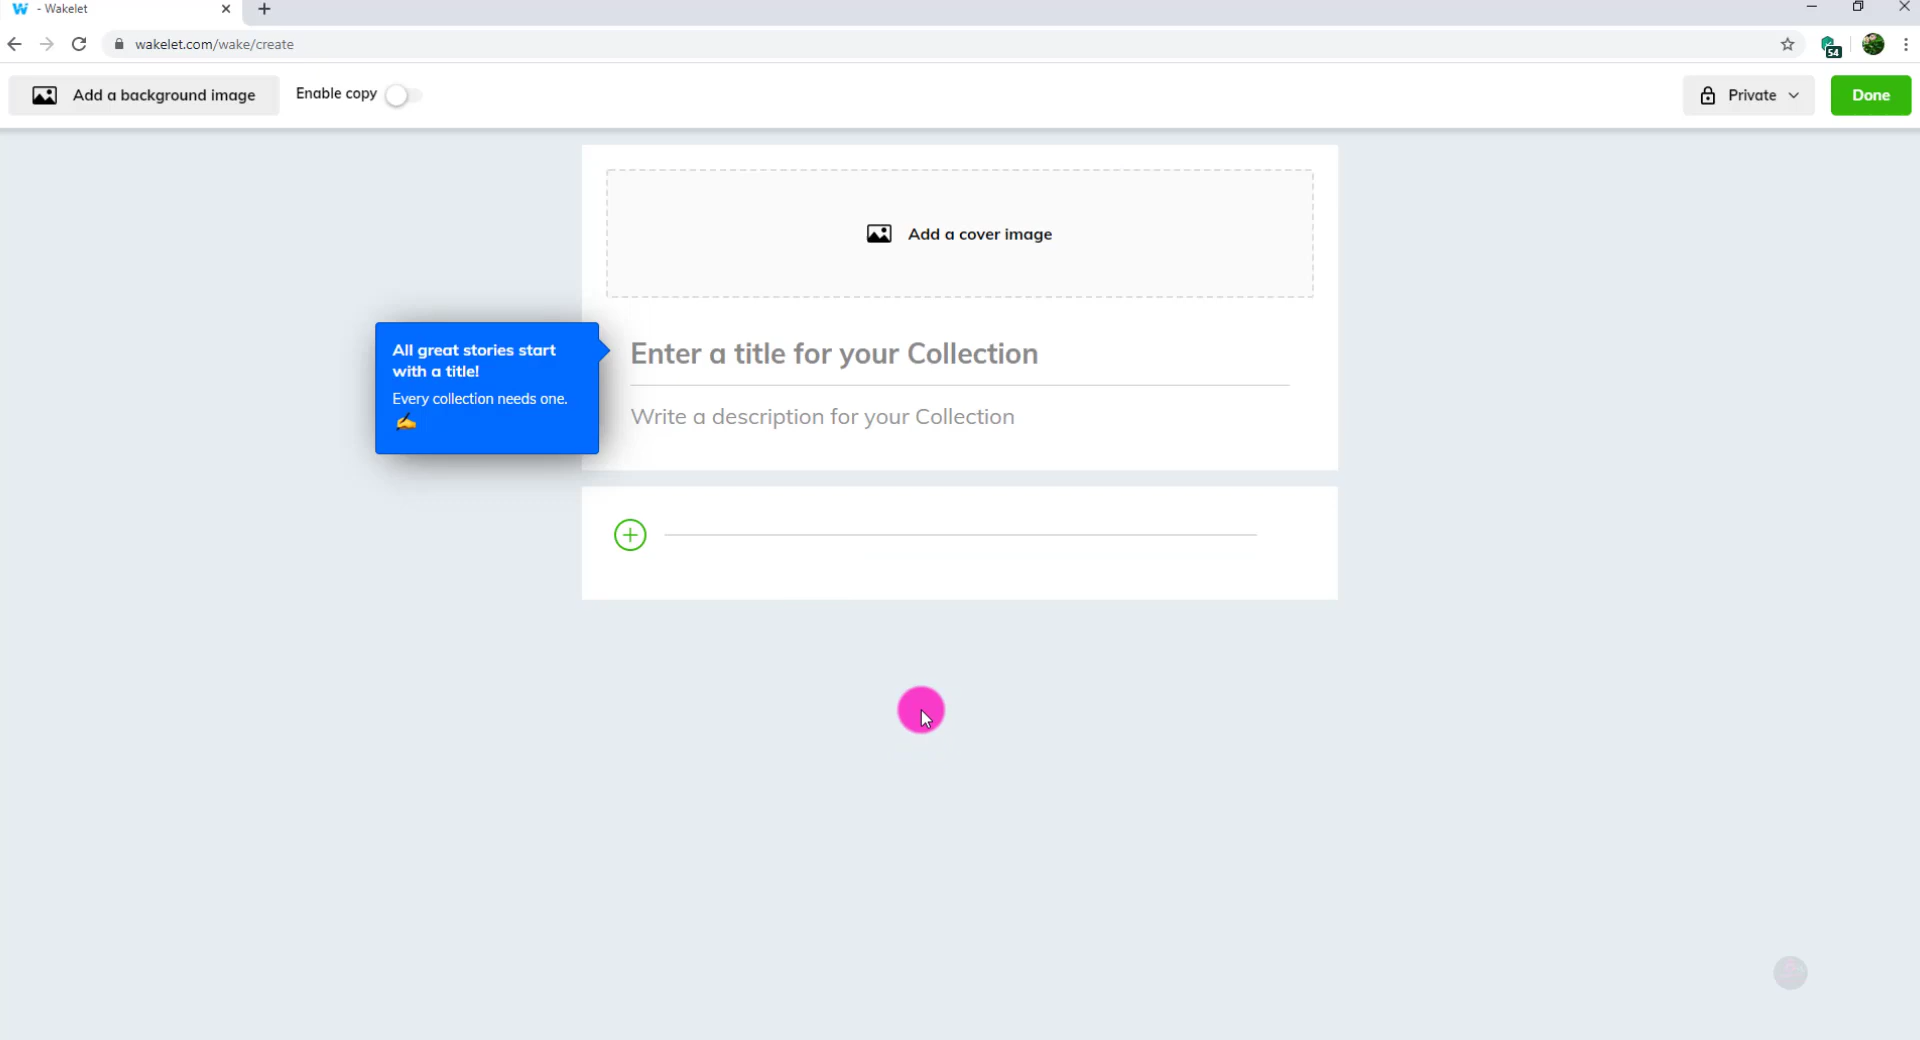 - Wakelet
wakelet.com/wake/create
54
Add a background image
Enable copy
Private
Done
Add a cover image
All great stories start
with a title!
Every collection needs one.
Enter a title for your Collection
Write a description for your Collection